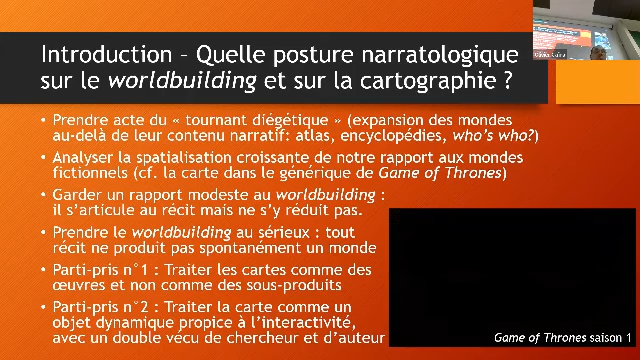 Introduction – Quelle posture narratologique
sur le worldbuilding et sur la cartographie ?
• Prendre acte du « tournant diégétique » (expansion des mondes
au-delà de leur contenu narratif: atlas, encyclopédies, who's who?)
• Analyser la spatialisation croissante de notre rapport aux mondes
fictionnels (cf. la carte dans le générique de Game of Thrones)
• Garder un rapport modeste au worldbuilding :
il s'articule au récit mais ne s'y réduit pas.
• Prendre le worldbuilding au sérieux : tout
récit ne produit pas spontanément un monde
• Parti-pris n°1 : Traiter les cartes comme des
œuvres et non comme des sous-produits
• Parti-pris n°2 : Traiter la carte comme un
objet dynamique propice à l'interactivité,
avec un double vécu de chercheur et d'auteur
Game of Thrones saison 1